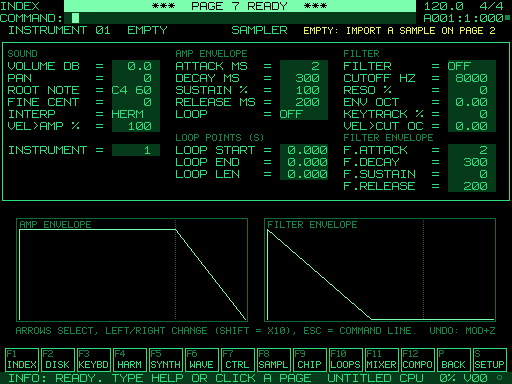 INDEX *** PAGE 7 READY *** 120.0 4/4
COMMAND: A001:1:000
INSTRUMENT 01 EMPTY SAMPLER EMPTY: IMPORT A SAMPLE ON PAGE 2
SOUND AMP ENVELOPE FILTER
VOLUME DB = 0.0 ATTACK MS = 2 FILTER = OFF
PAN = 0 DECAY MS = 300 CUTOFF HZ = 8000
ROOT NOTE = C4 60 SUSTAIN % = 100 RESO % = 0
FINE CENT = 0 RELEASE MS = 200 ENV OCT = 0.00
INTERP = HERM LOOP = OFF KEYTRACK % = 0
VEL>AMP % = 100 VEL>CUT OC = 0.00
LOOP POINTS (S) FILTER ENVELOPE
INSTRUMENT = 1 LOOP START = 0.000 F.ATTACK = 2
LOOP END = 0.000 F.DECAY = 300
LOOP LEN = 0.000 F.SUSTAIN = 0
F.RELEASE = 200
AMP ENVELOPE FILTER ENVELOPE
ARROWS SELECT, LEFT/RIGHT CHANGE (SHIFT = X10), ESC = COMMAND LINE. UNDO: MOD+Z
F1 F2 F3 F4 F5 F6 F7 F8 F9 F10 F11 F12 P S
INDEX DISK KEYBD HARM SYNTH WAVE CTRL SAMPL CHIP LOOPS MIXER COMPO BACK SETUP
INFO: READY. TYPE HELP OR CLICK A PAGE UNTITLED CPU 0% V00